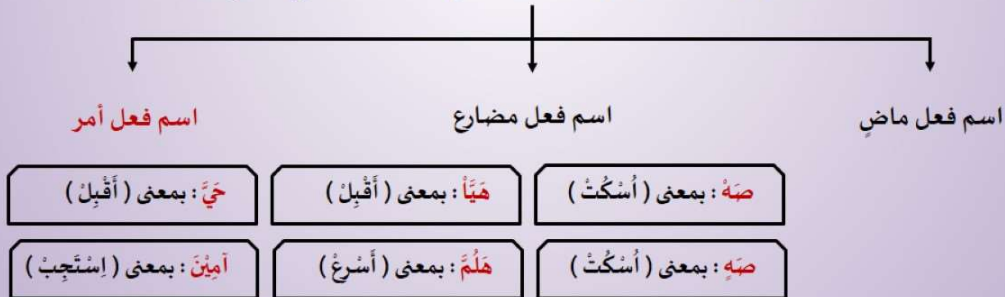 اسم فعل ماضٍ اسم فعل مضارع اسم فعل أمر
صَهْ : بمعنى ( اُسْكُتْ ) هَيَّأْ : بمعنى ( أَقْبِلْ ) حَيَّ : بمعنى ( أَقْبِلْ )
صَهٍ : بمعنى ( اُسْكُتْ ) هَلُمَّ : بمعنى ( أَسْرِعْ ) آمِيْنَ : بمعنى ( اِسْتَجِبْ )